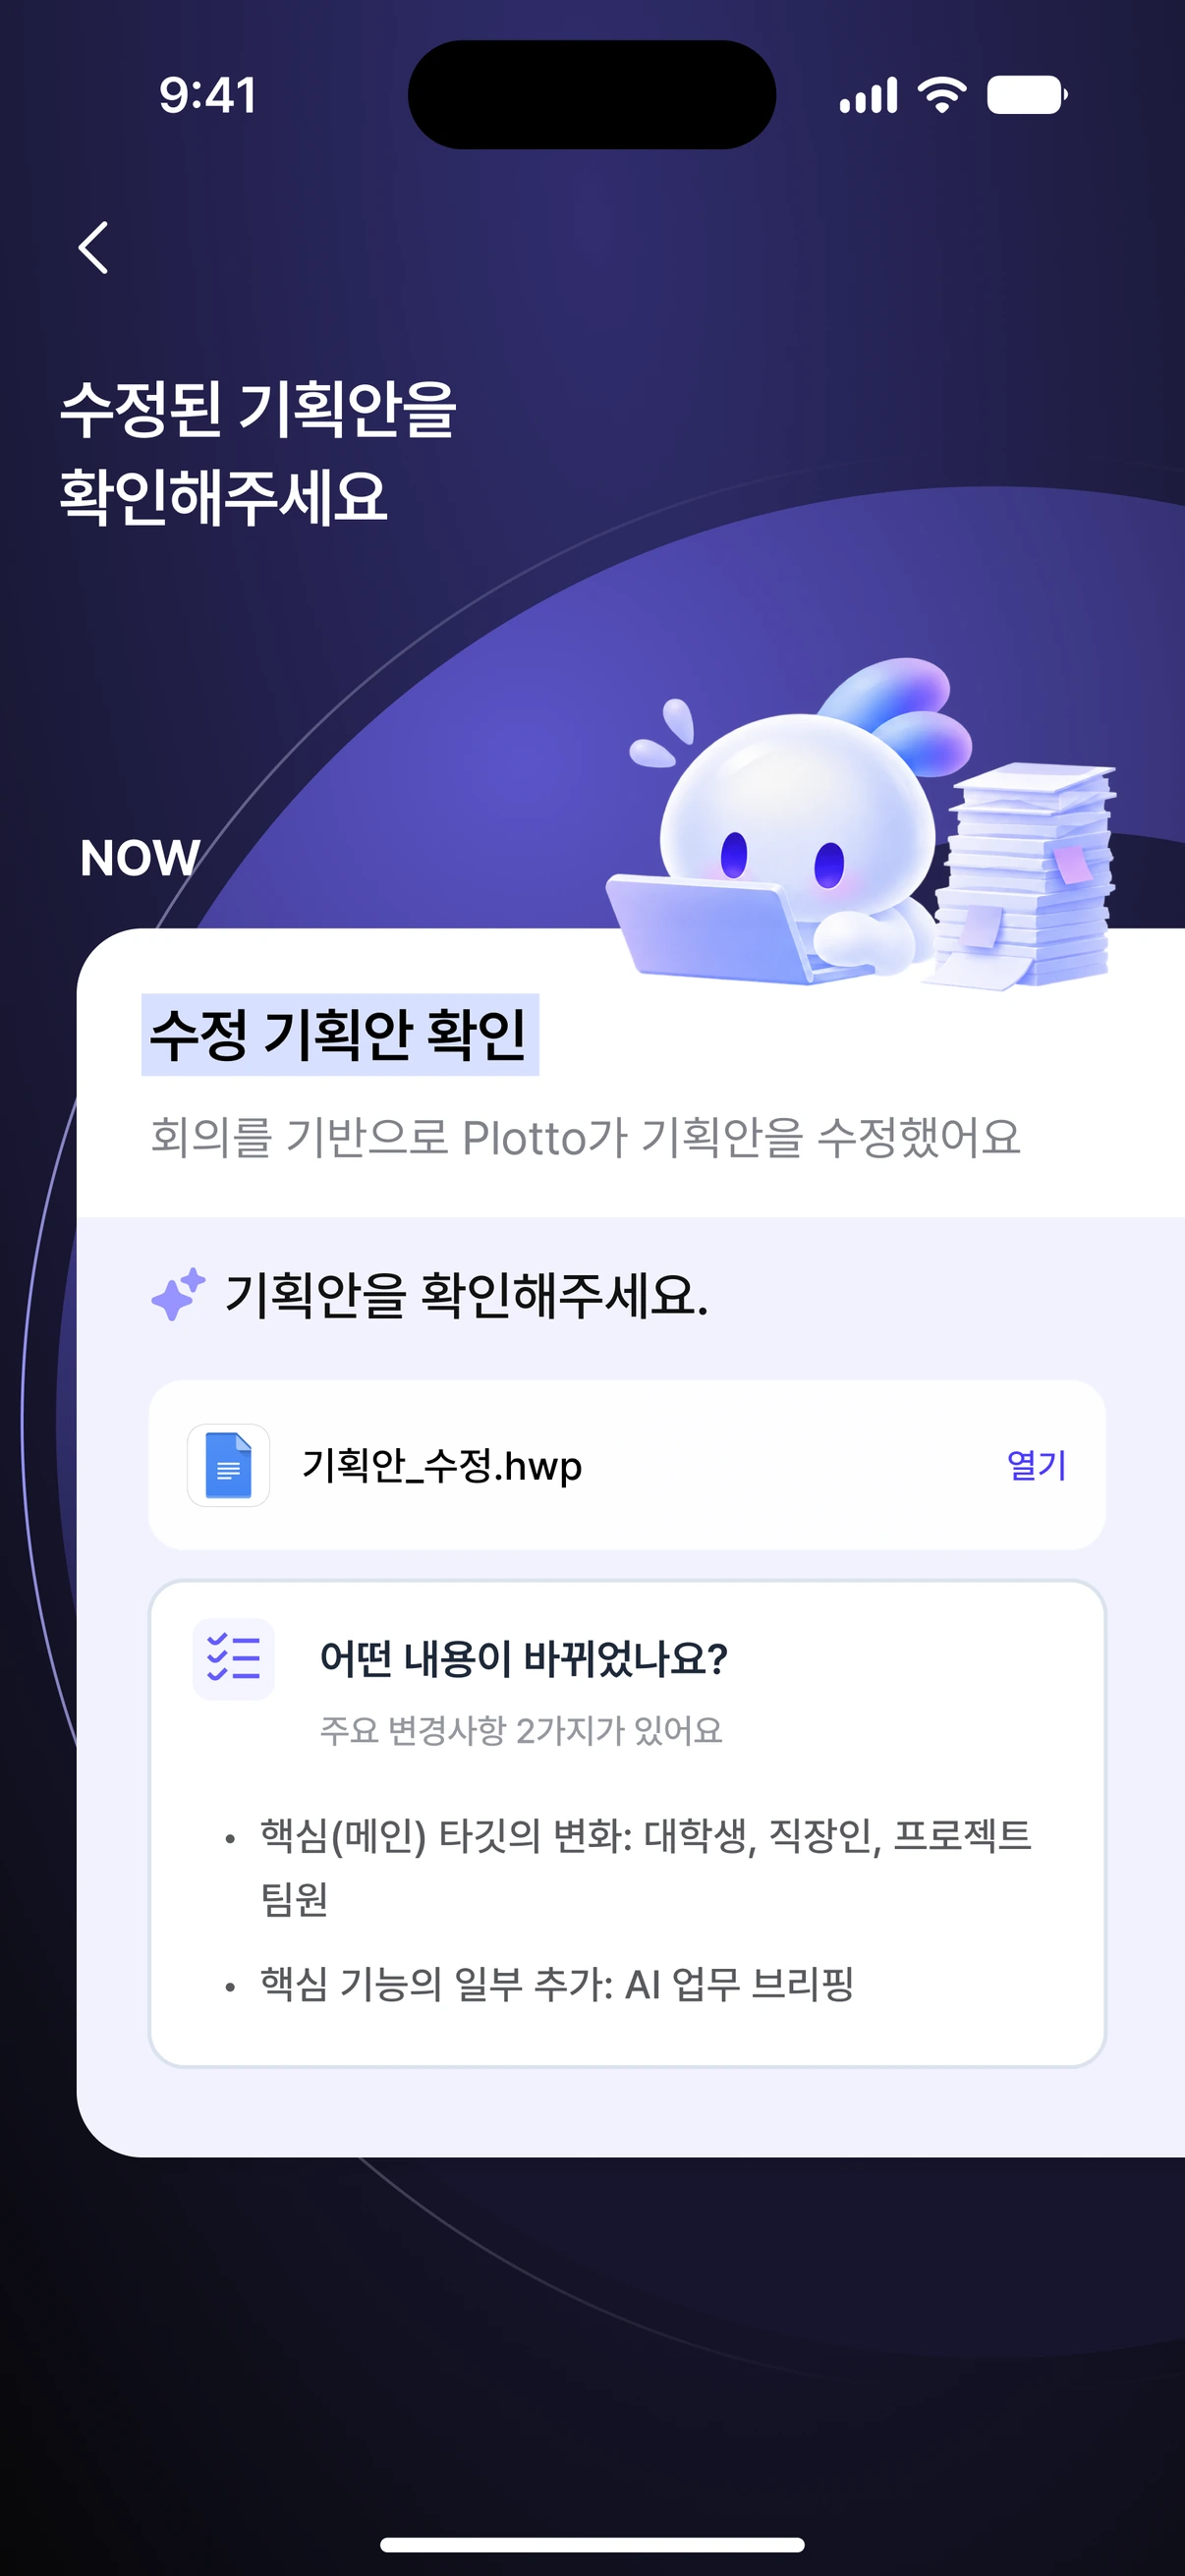 9:41
수정된 기획안을
확인해주세요
NOW
수정 기획안 확인
회의를 기반으로 Plotto가 기획안을 수정했어요
기획안을 확인해주세요.
기획안_수정.hwp 열기
어떤 내용이 바뀌었나요?
주요 변경사항 2가지가 있어요
• 핵심(메인) 타깃의 변화: 대학생, 직장인, 프로젝트
팀원
• 핵심 기능의 일부 추가: AI 업무 브리핑